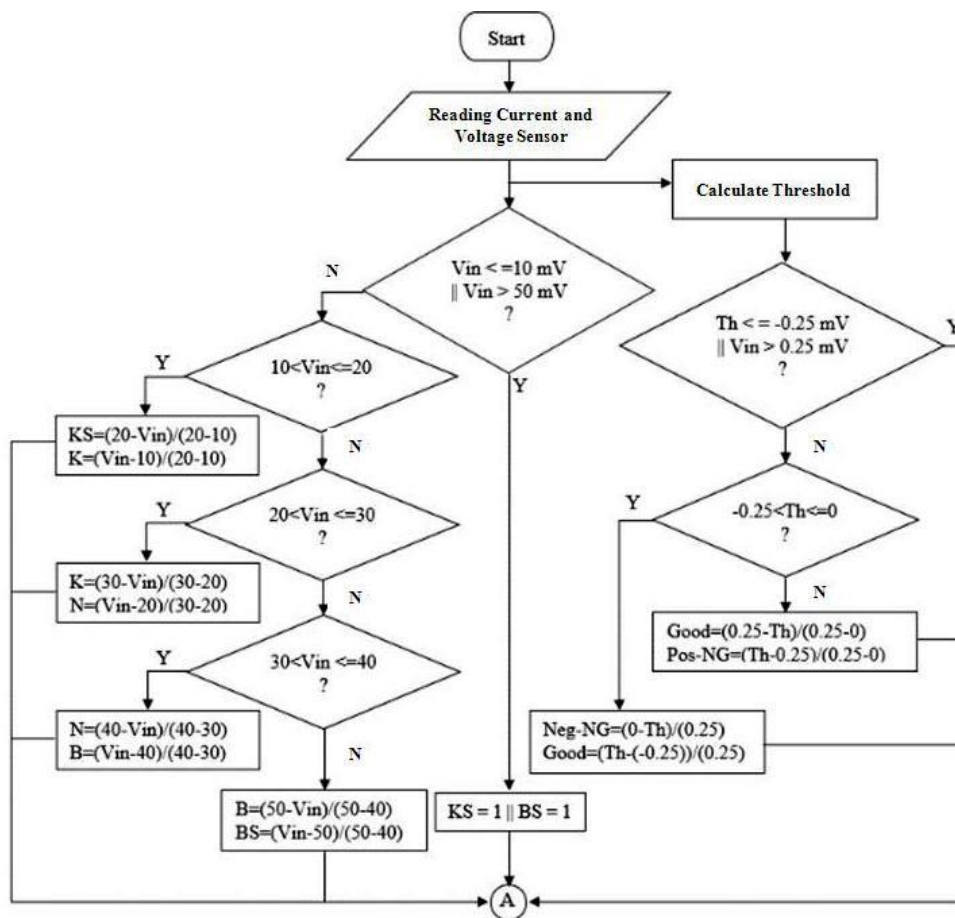 Start
Reading Current and
Voltage Sensor
Calculate Threshold
Vin < =10 mV
|| Vin > 50 mV
?
N
Y
Th < = -0.25 mV
|| Vin > 0.25 mV
?
Y
N
10<Vin<=20
?
Y
N
KS=(20-Vin)/(20-10)
K=(Vin-10)/(20-10)
20<Vin <=30
?
Y
N
K=(30-Vin)/(30-20)
N=(Vin-20)/(30-20)
-0.25<Th<=0
?
Y
N
Good=(0.25-Th)/(0.25-0)
Pos-NG=(Th-0.25)/(0.25-0)
30<Vin <=40
?
Y
N
N=(40-Vin)/(40-30)
B=(Vin-40)/(40-30)
Neg-NG=(0-Th)/(0.25)
Good=(Th-(-0.25))/(0.25)
B=(50-Vin)/(50-40)
BS=(Vin-50)/(50-40)
KS = 1 || BS = 1
A